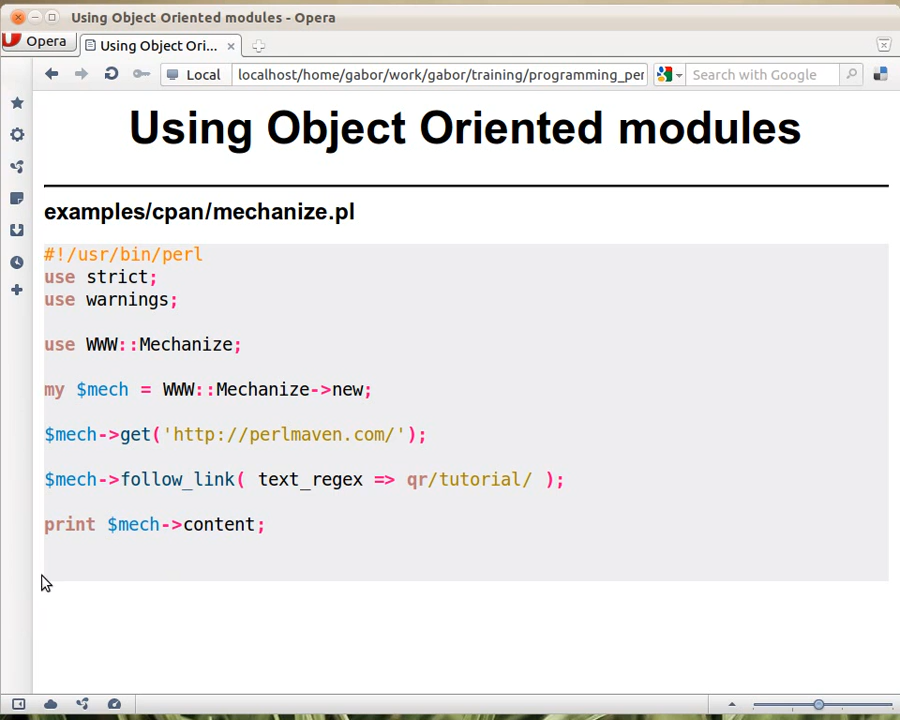 Using Object Oriented modules - Opera
Opera
Using Object Ori...
Local
localhost/home/gabor/work/gabor/training/programming_per
Search with Google
Using Object Oriented modules
examples/cpan/mechanize.pl
#!/usr/bin/perl
use strict;
use warnings;
use WWW::Mechanize;
my $mech = WWW::Mechanize->new;
$mech->get('http://perlmaven.com/');
$mech->follow_link( text_regex => qr/tutorial/ );
print $mech->content;